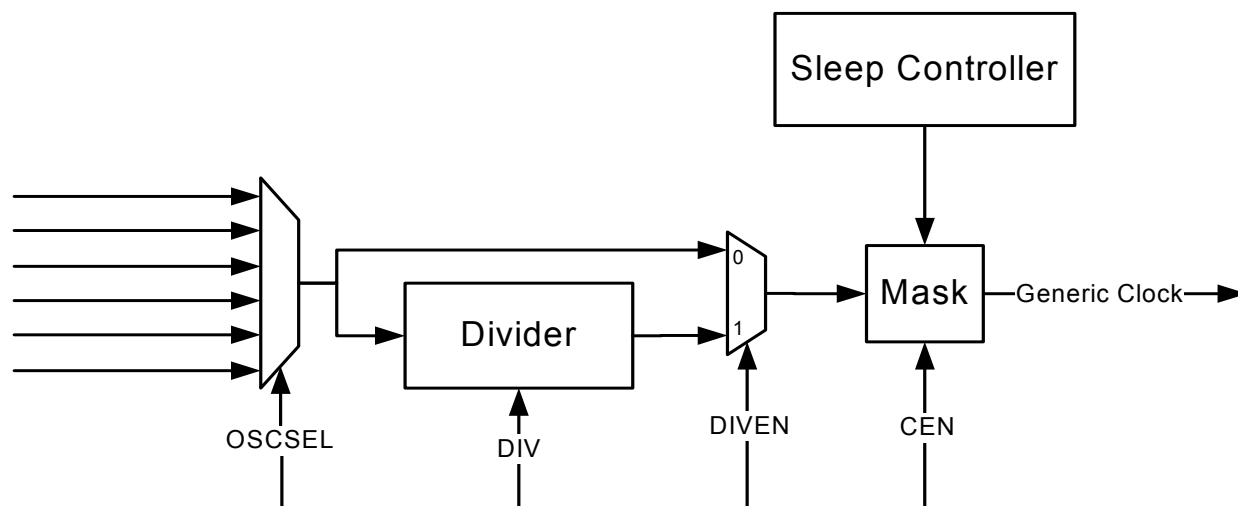 Sleep Controller
0
Divider
1
Mask
Generic Clock
OSCSEL
DIV
DIVEN
CEN